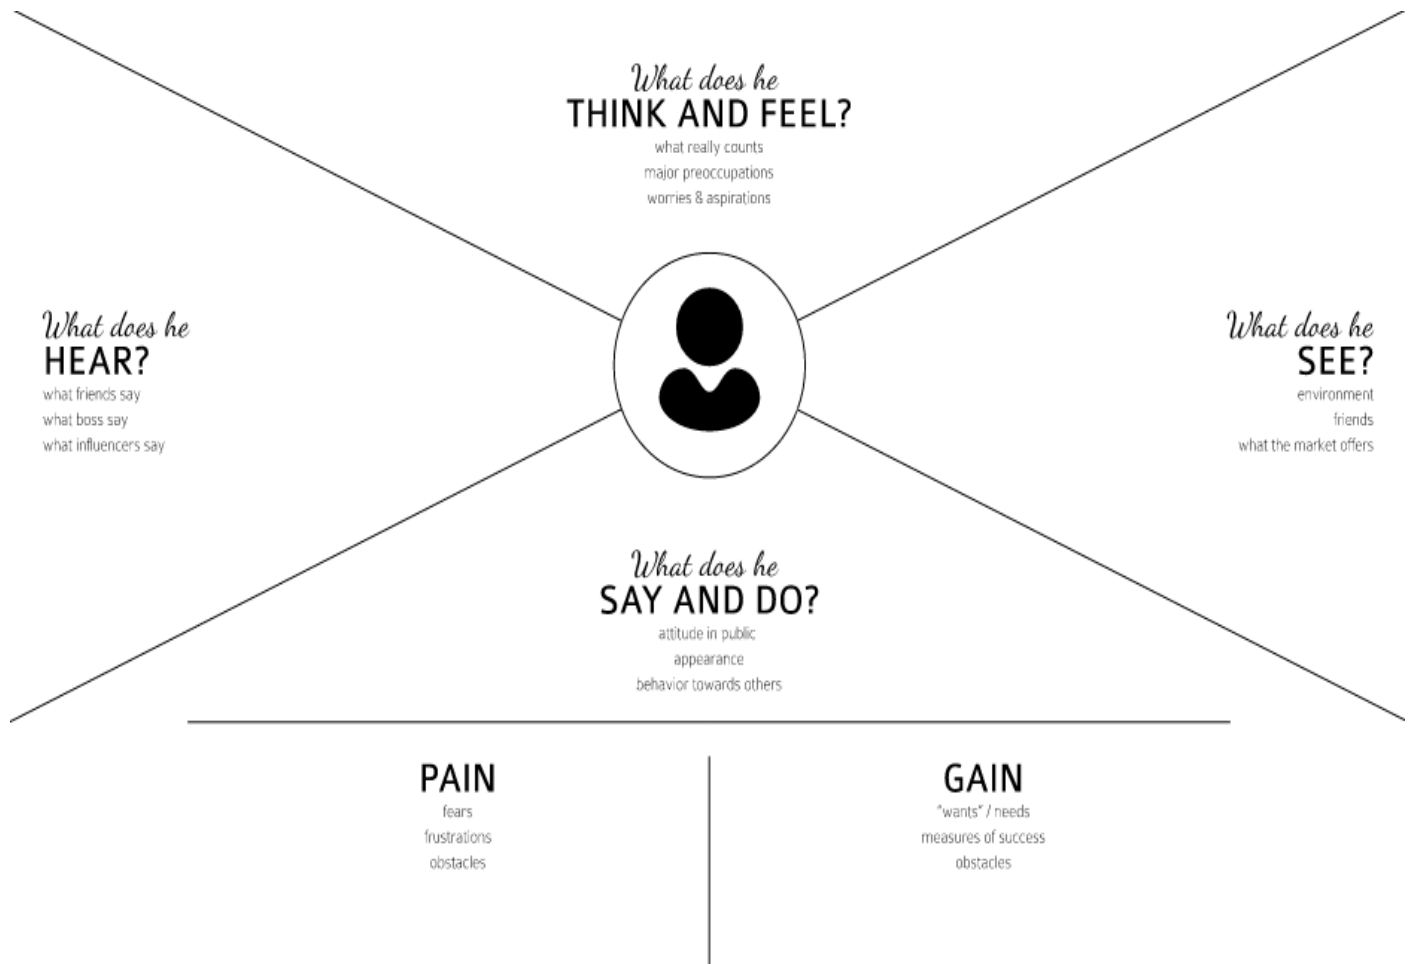 What does he
THINK AND FEEL?
what really counts
major preoccupations
worries & aspirations
What does he
HEAR?
what friends say
what boss say
what influencers say
What does he
SEE?
environment
friends
what the market offers
What does he
SAY AND DO?
attitude in public
appearance
behavior towards others
PAIN
fears
frustrations
obstacles
GAIN
“wants” / needs
measures of success
obstacles